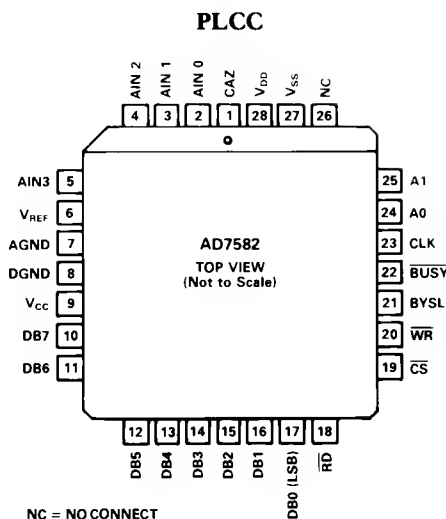 PLCC
AIN 2
AIN 1
AIN 0
CAZ
VDD
VSS
NC
4 3 2 1 28 27 26
AIN3 5
VREF 6
AGND 7
DGND 8
VCC 9
DB7 10
DB6 11
25 A1
24 A0
23 CLK
22 BUSY
21 BYSL
20 WR
19 CS
AD7582
TOP VIEW
(Not to Scale)
12 13 14 15 16 17 18
DB5
DB4
DB3
DB2
DB1
DB0 (LSB)
RD
NC = NO CONNECT